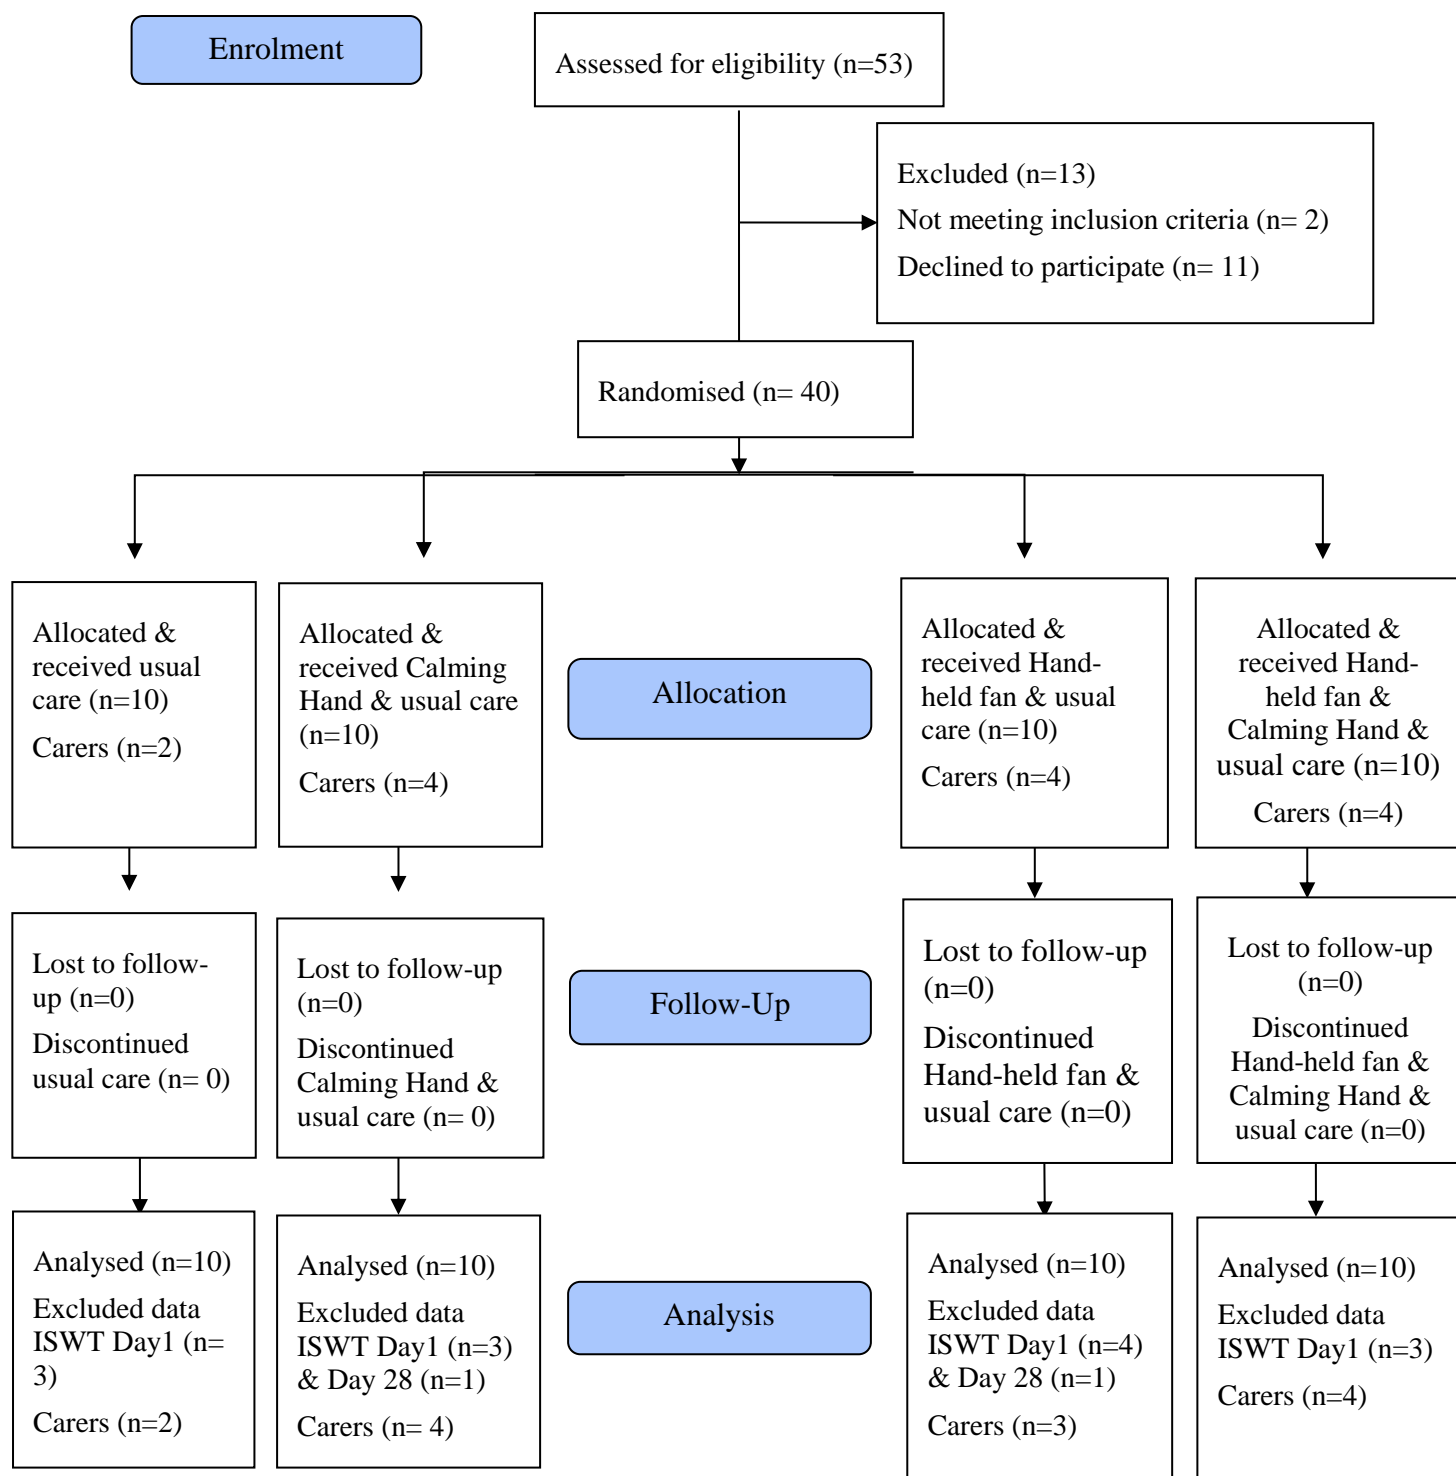 Enrolment
Assessed for eligibility (n=53)
Excluded (n=13)
Not meeting inclusion criteria (n= 2)
Declined to participate (n= 11)
Randomised (n= 40)
Allocated &
received usual
care (n=10)
Carers (n=2)
Allocated &
received Calming
Hand & usual care
(n=10)
Carers (n=4)
Allocation
Allocated &
received Hand-
held fan & usual
care (n=10)
Carers (n=4)
Allocated &
received Hand-
held fan &
Calming Hand &
usual care (n=10)
Carers (n=4)
Lost to follow-
up (n=0)
Discontinued
usual care (n= 0)
Lost to follow-up
(n=0)
Discontinued
Calming Hand &
usual care (n= 0)
Follow-Up
Lost to follow-up
(n=0)
Discontinued
Hand-held fan &
usual care (n=0)
Lost to follow-up
(n=0)
Discontinued
Hand-held fan &
Calming Hand &
usual care (n=0)
Analysed (n=10)
Excluded data
ISWT Day1 (n=
3)
Carers (n=2)
Analysed (n=10)
Excluded data
ISWT Day1 (n=3)
& Day 28 (n=1)
Carers (n= 4)
Analysis
Analysed (n=10)
Excluded data
ISWT Day1 (n=4)
& Day 28 (n=1)
Carers (n=3)
Analysed (n=10)
Excluded data
ISWT Day1 (n=3)
Carers (n=4)